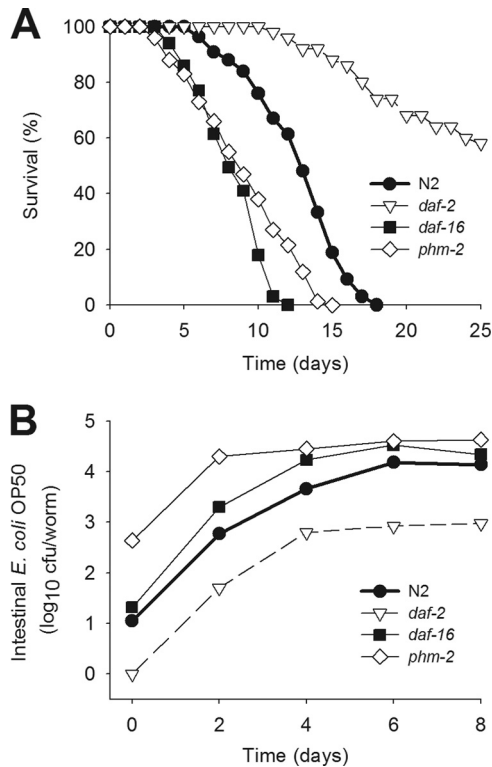 A
Survival (%)
100
80
60
40
20
0
N2
daf-2
daf-16
phm-2
0 5 10 15 20 25
Time (days)
B
Intestinal E. coli OP50
(log10 cfu/worm)
5
4
3
2
1
0
N2
daf-2
daf-16
phm-2
0 2 4 6 8
Time (days)